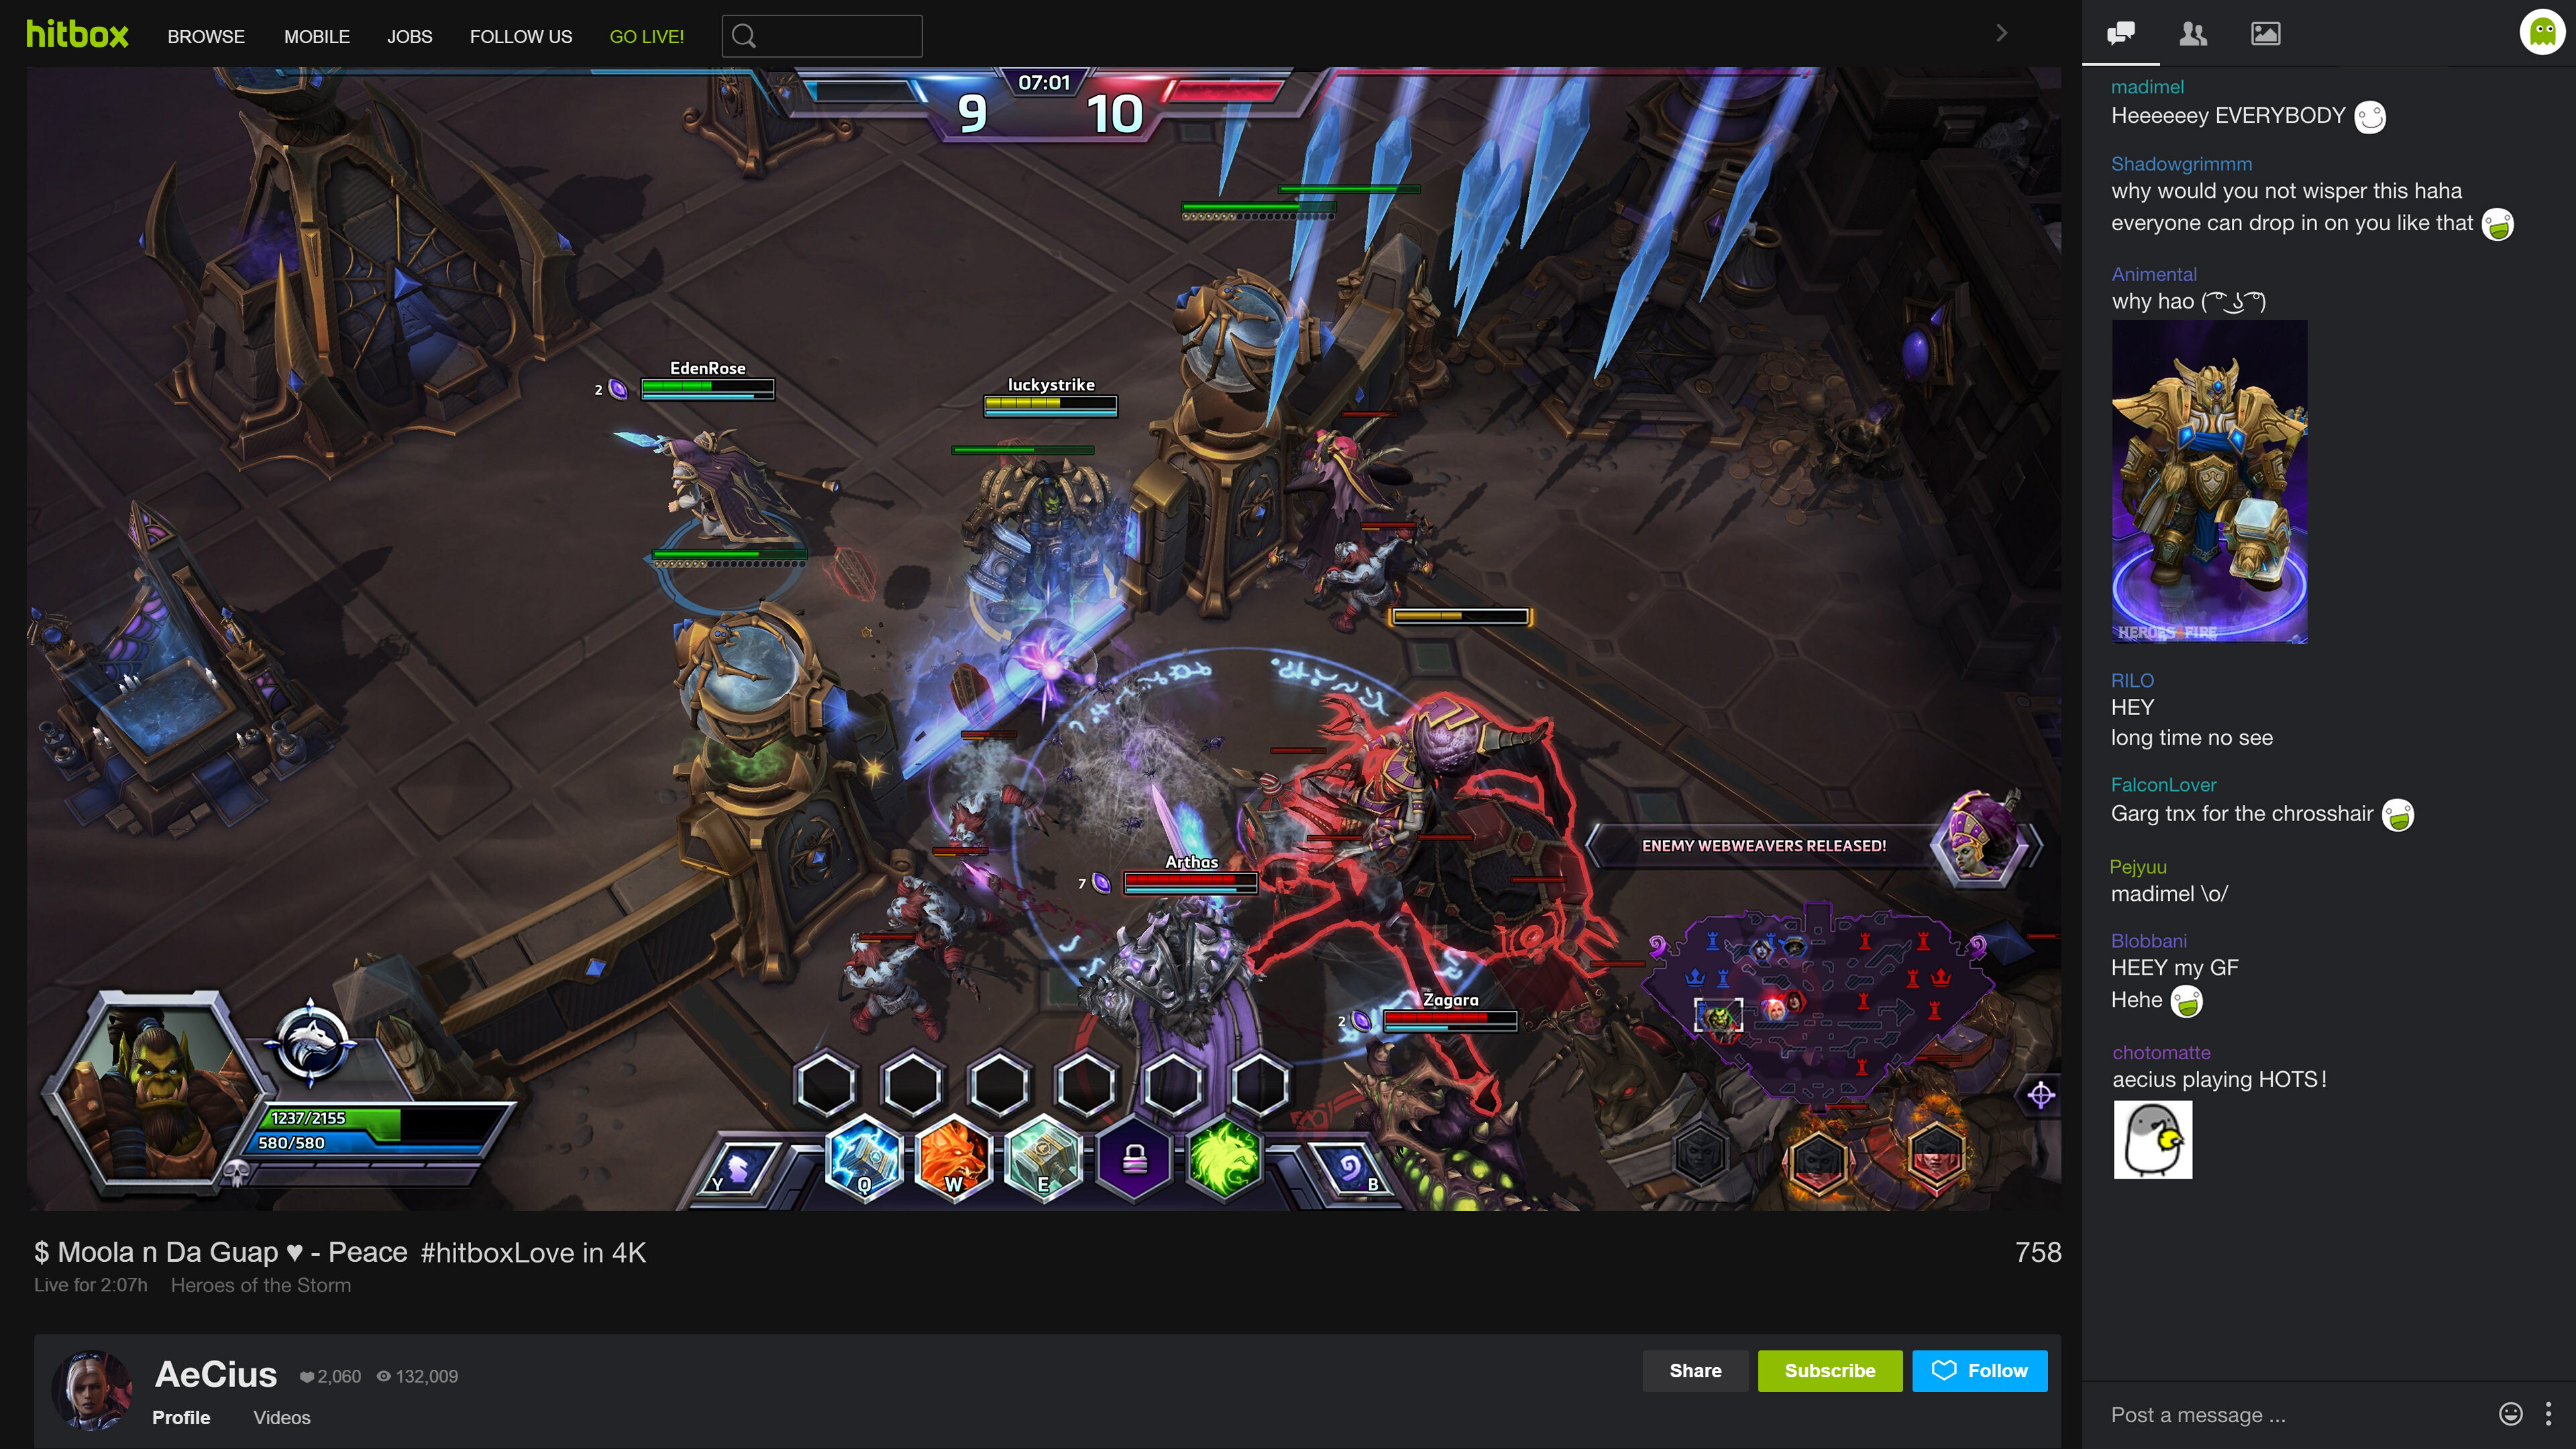 hitbox
BROWSE MOBILE JOBS FOLLOW US GO LIVE!
07:01
9 10
EdenRose
2
luckystrike
ENEMY WEBWEAVERS RELEASED!
Arthas
7
Zagara
2
1237/2155
580/580
Y Q W E B
$ Moola n Da Guap ♥ - Peace #hitboxLove in 4K
758
Live for 2:07h Heroes of the Storm
AeCius 2,060 132,009
Share Subscribe Follow
Profile Videos
madimel
Heeeeeey EVERYBODY
Shadowgrimmm
why would you not wisper this haha
everyone can drop in on you like that
Animental
why hao ( ͡° ͜ʖ ͡°)
HEROES FIRE
RILO
HEY
long time no see
FalconLover
Garg tnx for the chrosshair
Pejyuu
madimel \o/
Blobbani
HEEY my GF
Hehe
chotomatte
aecius playing HOTS!
Post a message ...